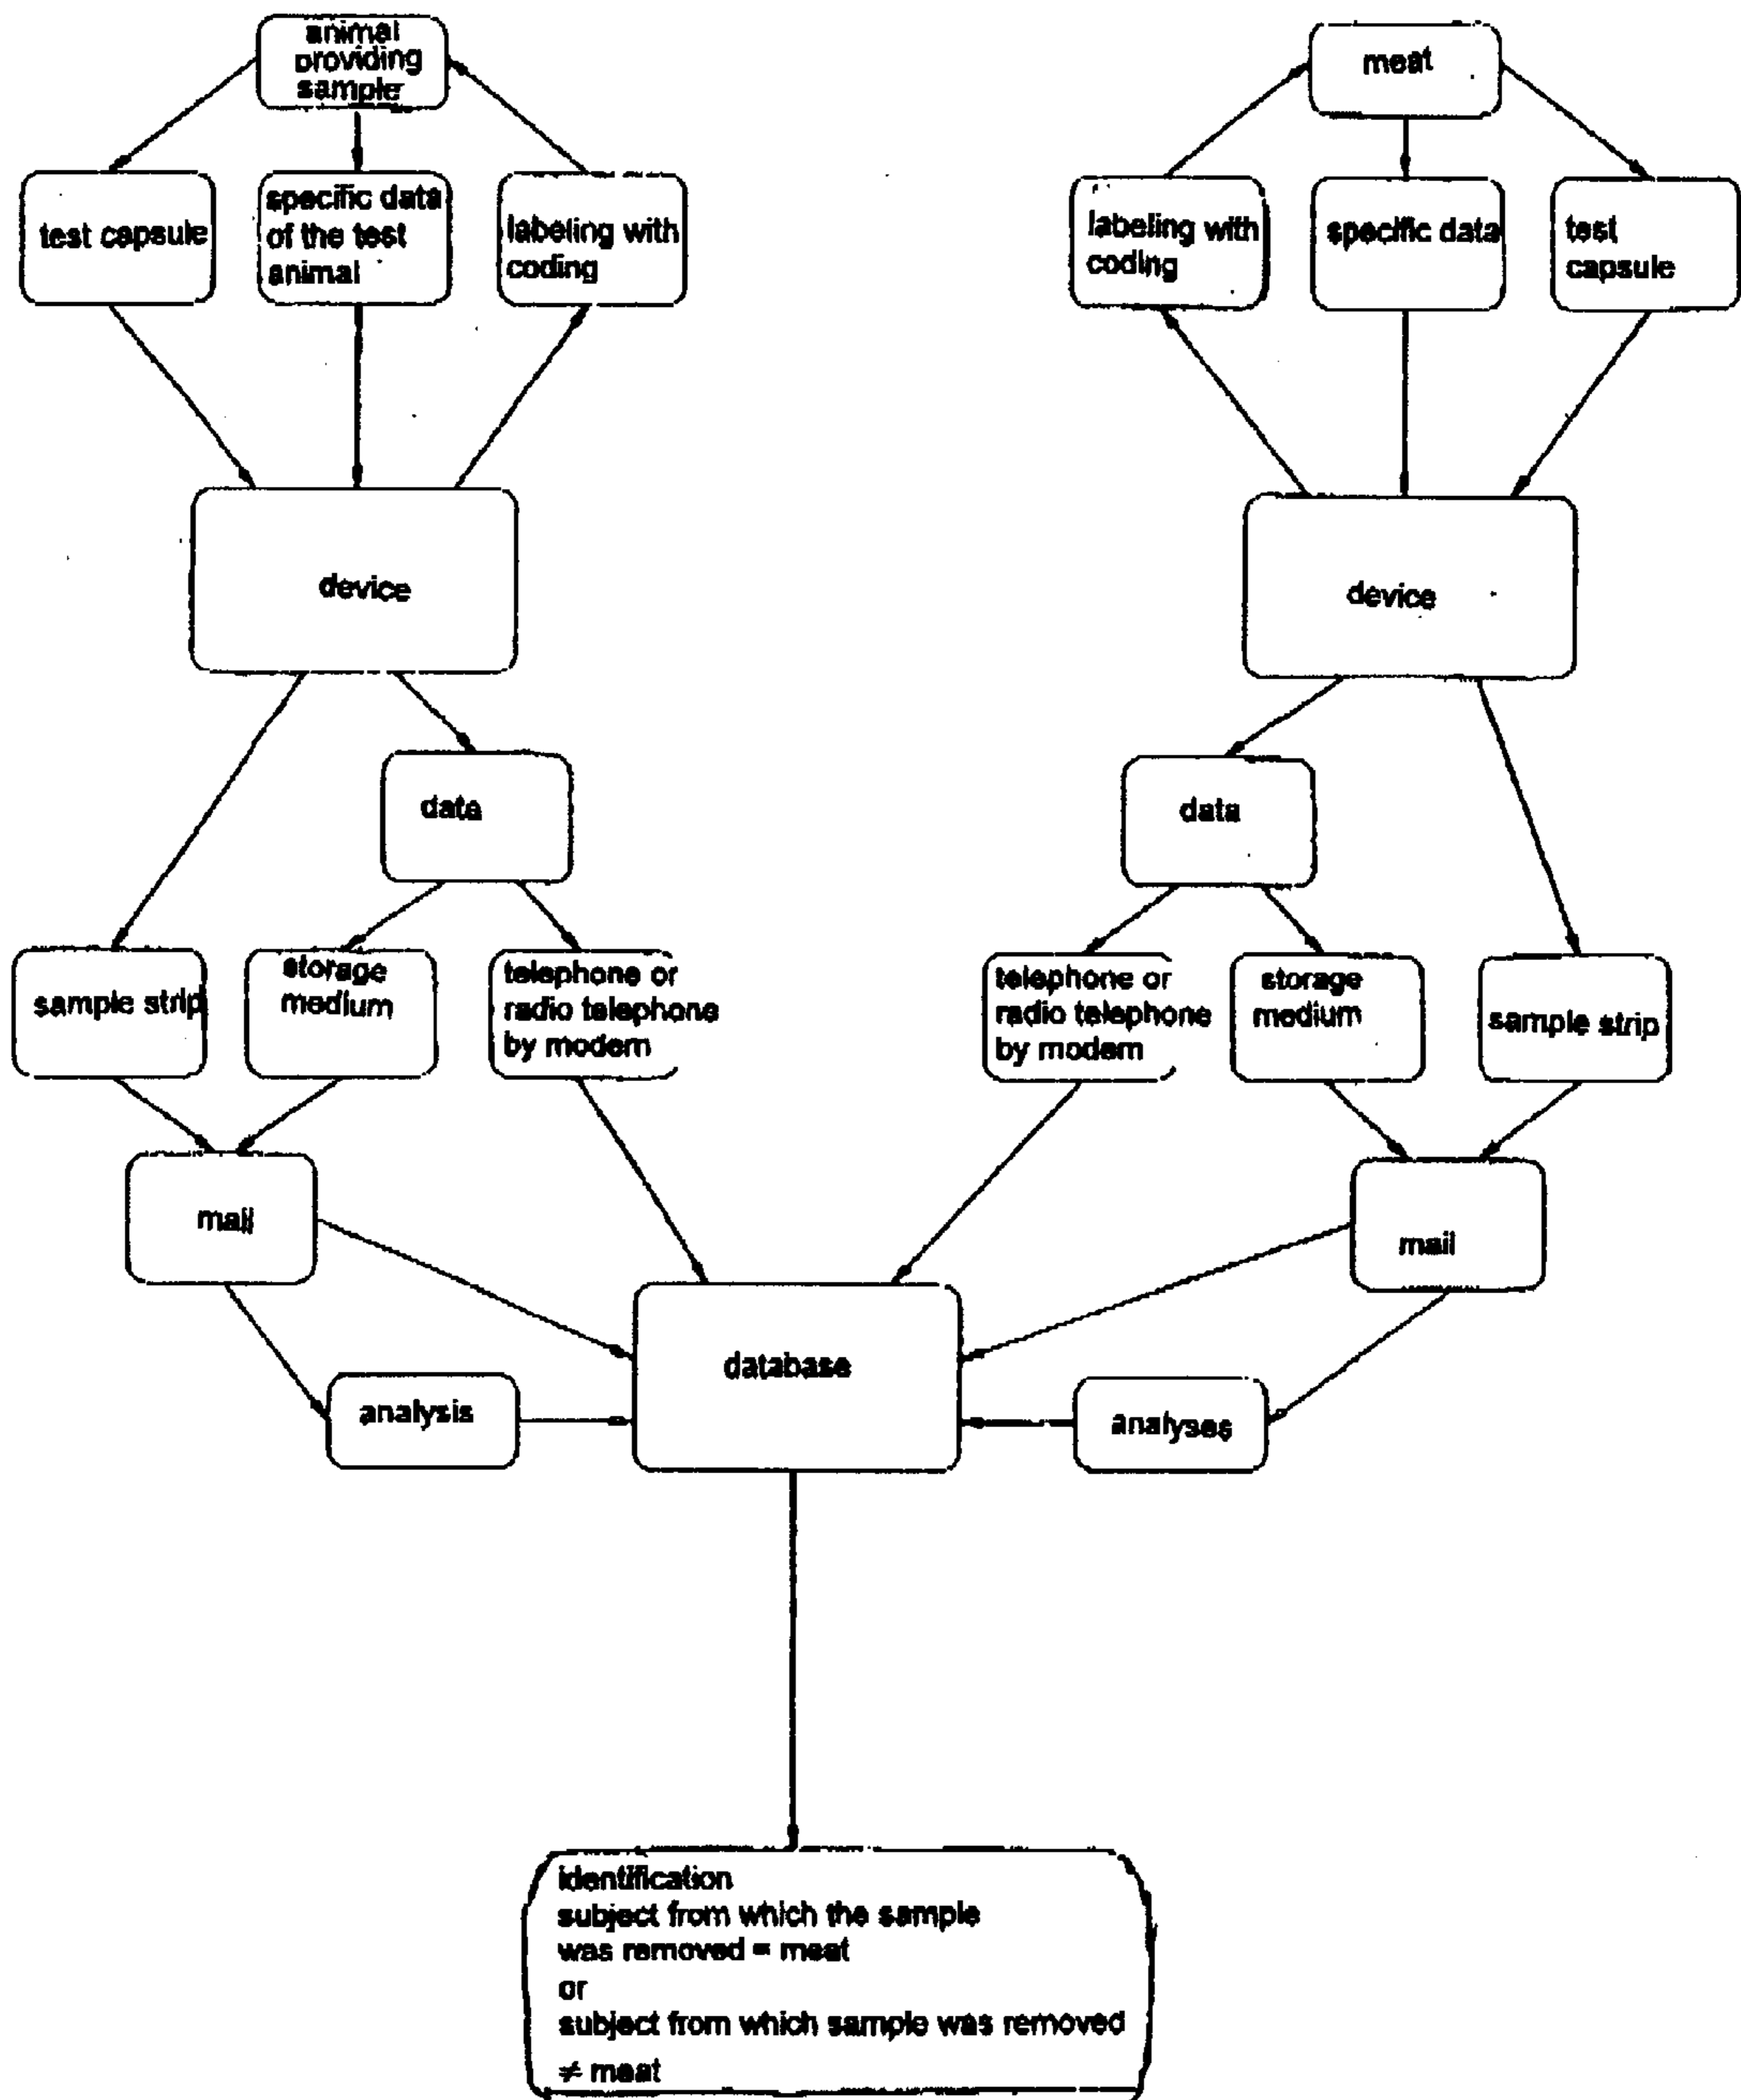 animal
providing
sample
meat
test capsule
specific data
of the test
animal
labeling with
coding
labeling with
coding
specific data
test
capsule
device
device
data
data
sample strip
storage
medium
telephone or
radio telephone
by modem
telephone or
radio telephone
by modem
storage
medium
sample strip
mail
mail
database
analysis
analyses
identification
subject from which the sample
was removed = meat
or
subject from which sample was removed
≠ meat